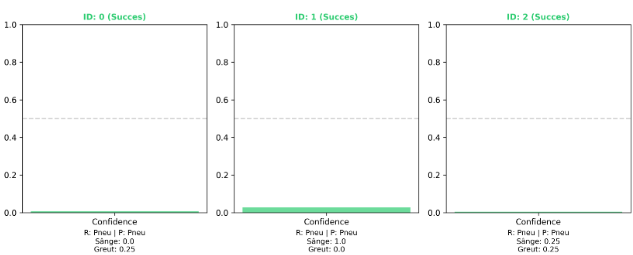 ID: 0 (Succes)
1.0
0.8
0.6
0.4
0.2
0.0
Confidence
R: Pneu | P: Pneu
Sânge: 0.0
Greut: 0.25
ID: 1 (Succes)
1.0
0.8
0.6
0.4
0.2
0.0
Confidence
R: Pneu | P: Pneu
Sânge: 1.0
Greut: 0.0
ID: 2 (Succes)
1.0
0.8
0.6
0.4
0.2
0.0
Confidence
R: Pneu | P: Pneu
Sânge: 0.25
Greut: 0.25